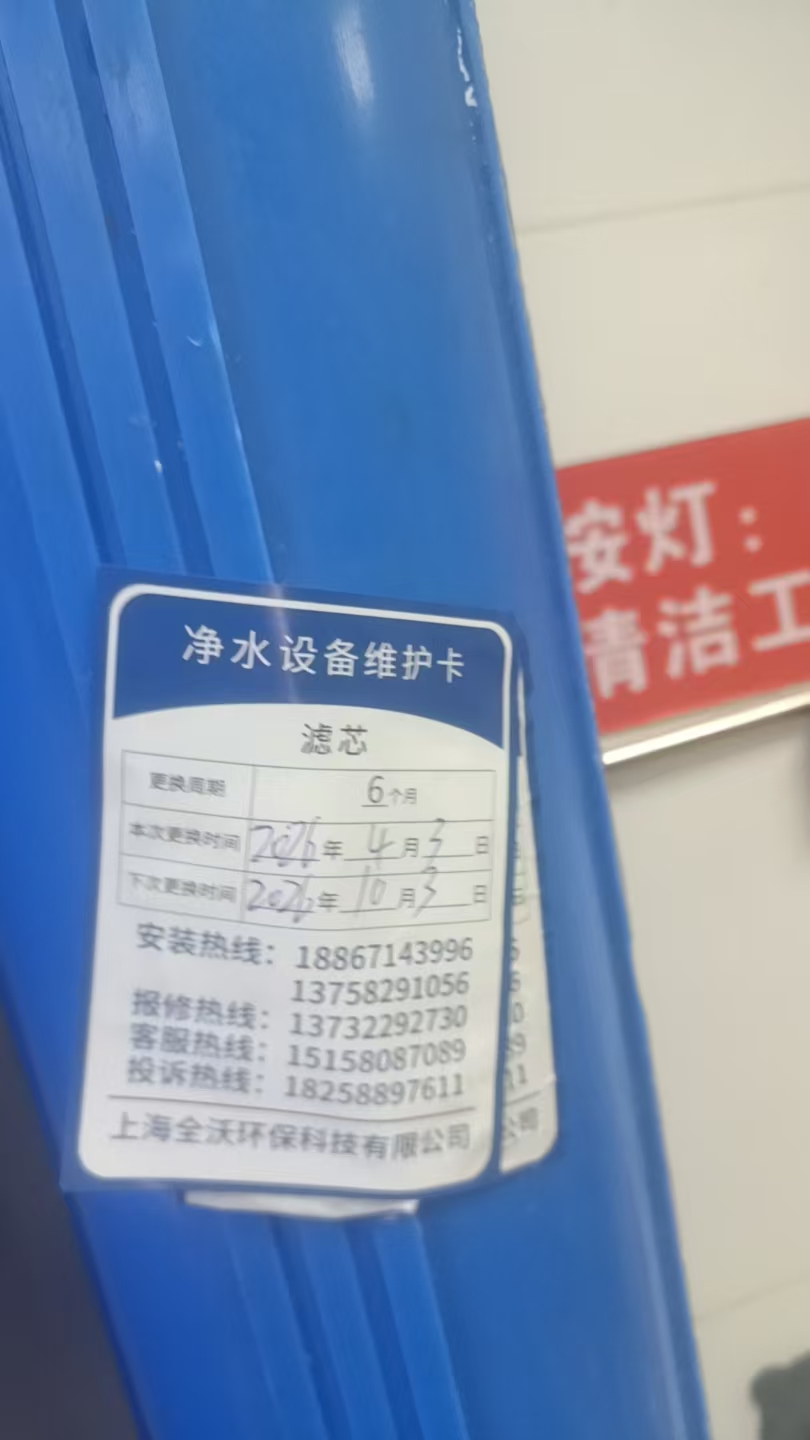 净水设备维护卡
滤芯
更换周期 6个月
本次更换时间 2026年4月3日
下次更换时间 2026年10月3日
安装热线：18867143996
13758291056
报修热线：13732292730
客服热线：15158087089
投诉热线：18258897611
上海全沃环保科技有限公司
安灯：
清洁工